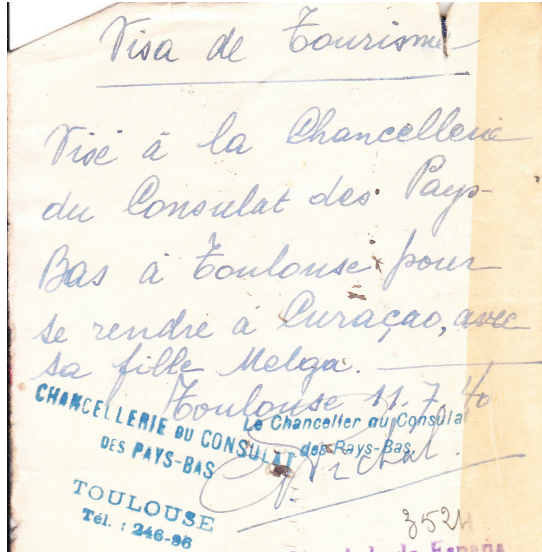 Visa de Tourisme
Visé à la Chancellerie
du Consulat des Pays-
Bas à Toulouse pour
se rendre à Curaçao, avec
sa fille Melga.
Toulouse 11.7.40
CHANCELLERIE DU CONSULAT
DES PAYS-BAS
TOULOUSE
Tél. : 246-96
Le Chancelier du Consulat
des Pays-Bas
3521